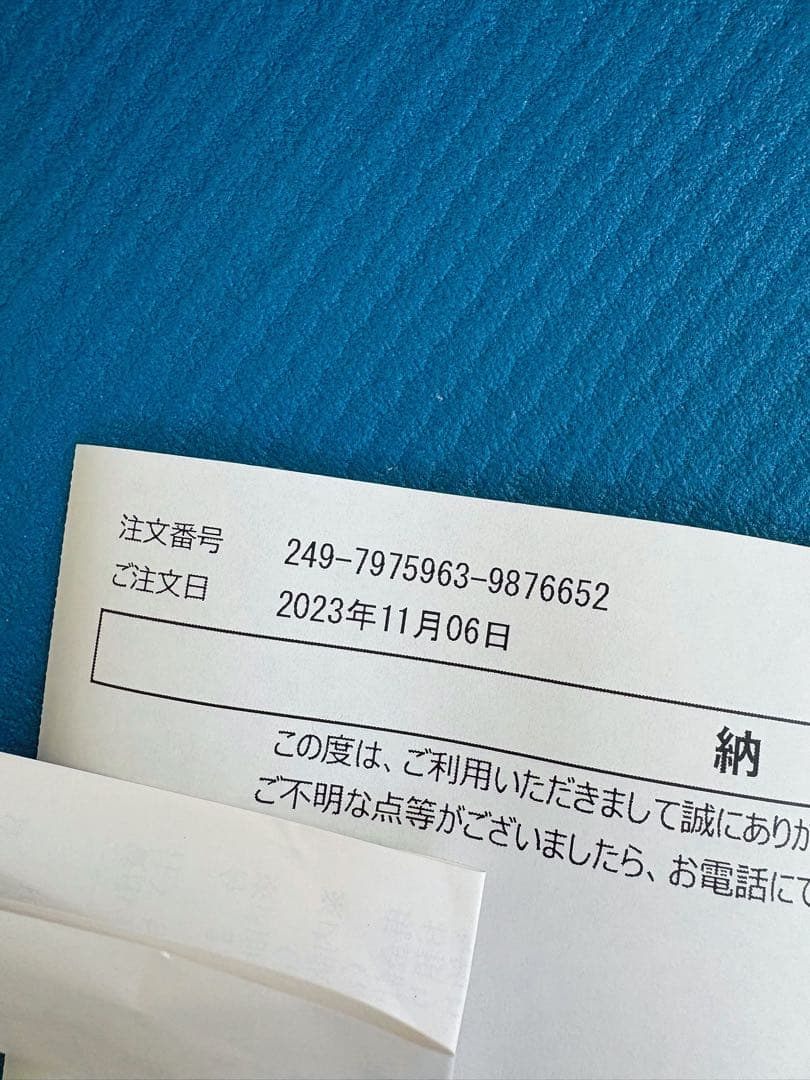 注文番号 249-7975963-9876652
ご注文日 2023年11月06日
納
この度は、ご利用いただきまして誠にありが
ご不明な点等がございましたら、お電話にて